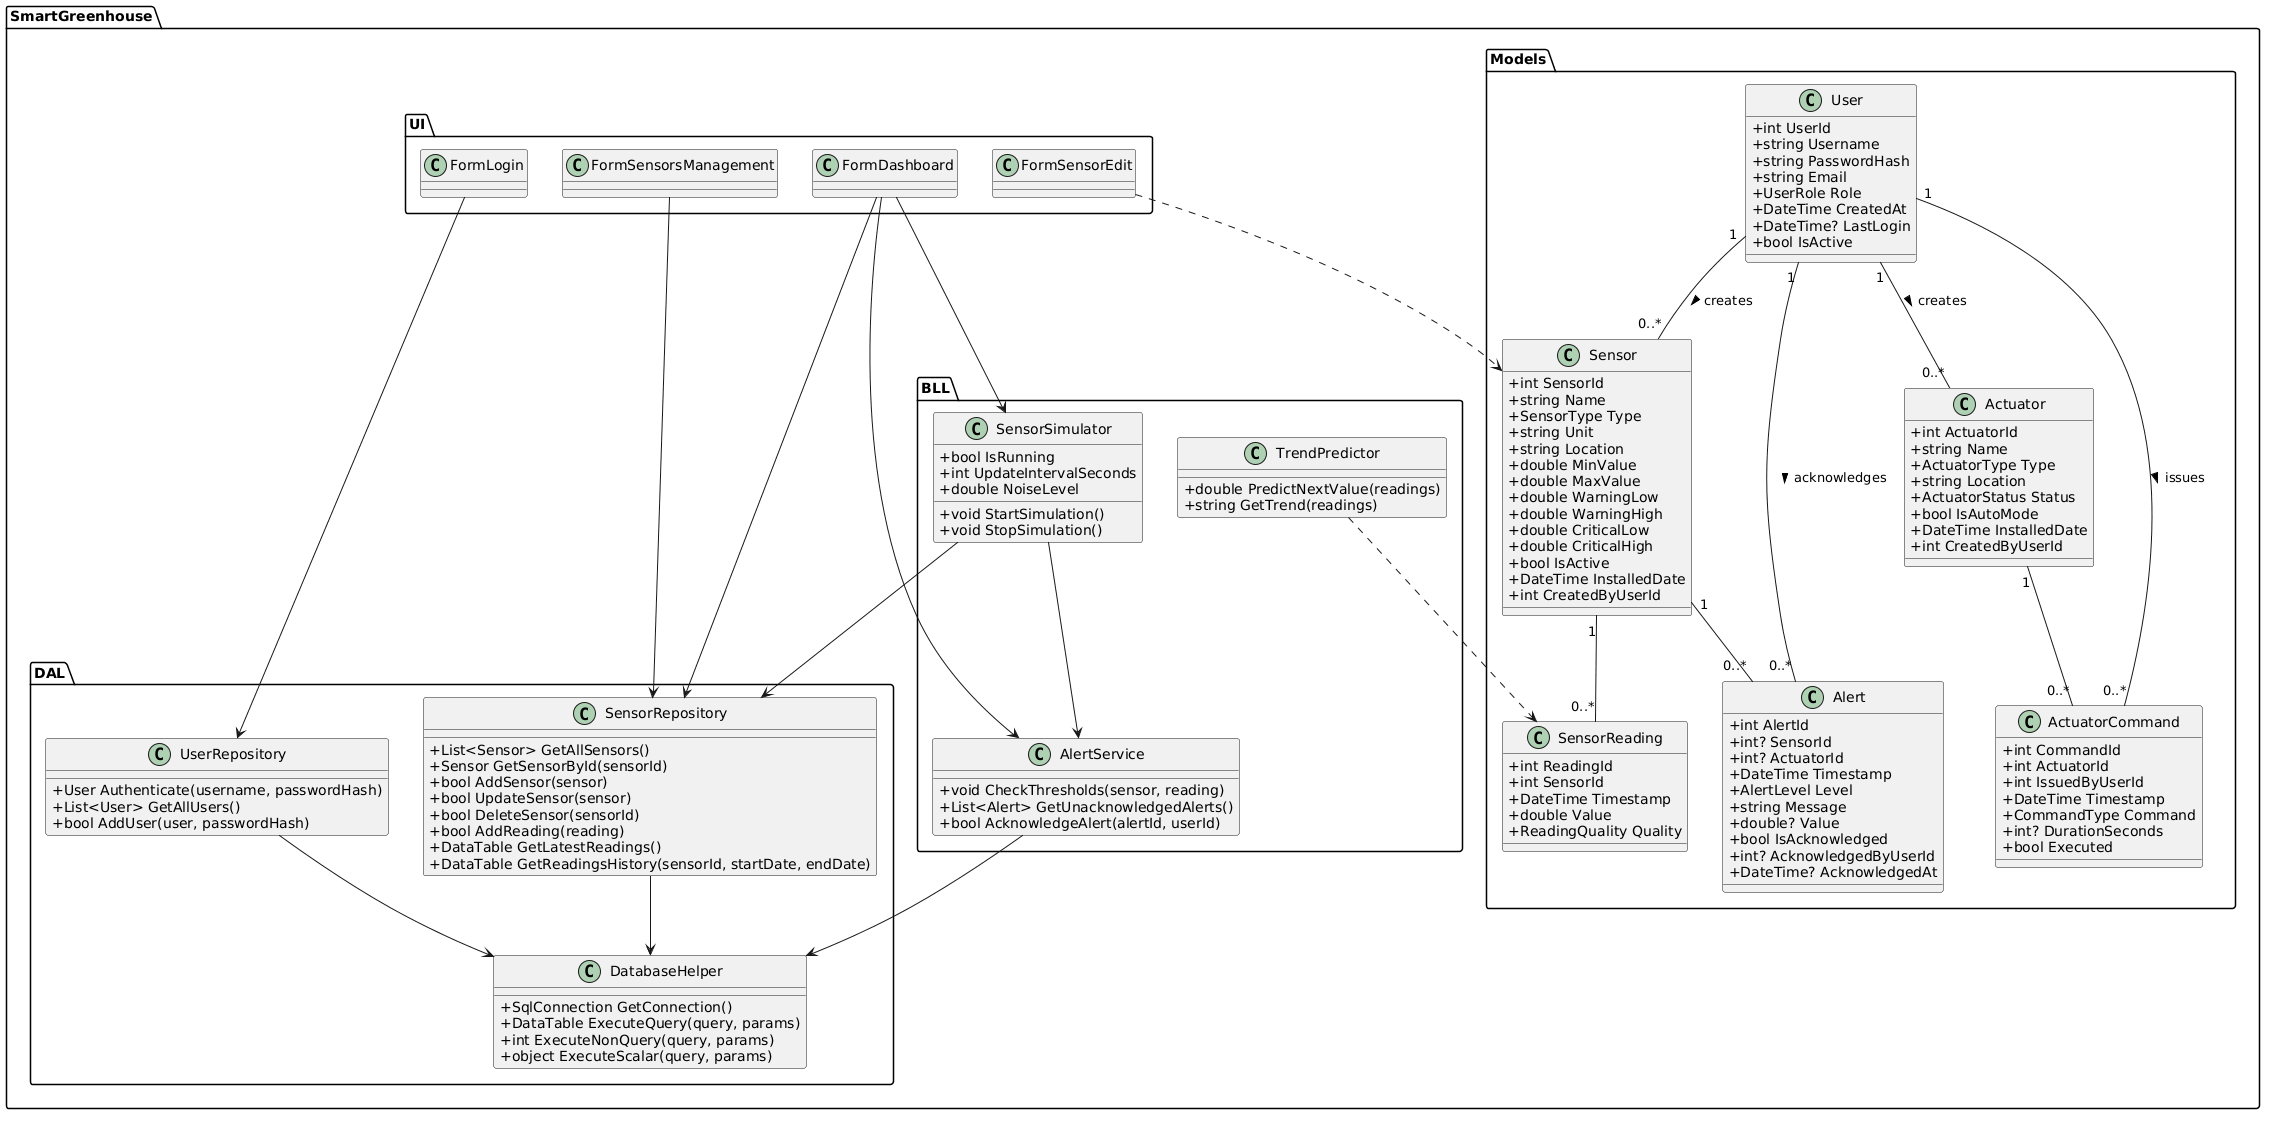 SmartGreenhouse
Models
C User
+int UserId
+string Username
+string PasswordHash
+string Email
+UserRole Role
+DateTime CreatedAt
+DateTime? LastLogin
+bool IsActive
UI
C FormLogin
C FormSensorsManagement
C FormDashboard
C FormSensorEdit
1
1
1
1
creates
creates
0..*
0..*
C Sensor
+int SensorId
+string Name
+SensorType Type
+string Unit
+string Location
+double MinValue
+double MaxValue
+double WarningLow
+double WarningHigh
+double CriticalLow
+double CriticalHigh
+bool IsActive
+DateTime InstalledDate
+int CreatedByUserId
acknowledges
C Actuator
+int ActuatorId
+string Name
+ActuatorType Type
+string Location
+ActuatorStatus Status
+bool IsAutoMode
+DateTime InstalledDate
+int CreatedByUserId
issues
BLL
C SensorSimulator
+bool IsRunning
+int UpdateIntervalSeconds
+double NoiseLevel
+void StartSimulation()
+void StopSimulation()
C TrendPredictor
+double PredictNextValue(readings)
+string GetTrend(readings)
1
1
1
0..*
0..*
0..*
0..*
0..*
DAL
C UserRepository
+User Authenticate(username, passwordHash)
+List<User> GetAllUsers()
+bool AddUser(user, passwordHash)
C SensorRepository
+List<Sensor> GetAllSensors()
+Sensor GetSensorById(sensorId)
+bool AddSensor(sensor)
+bool UpdateSensor(sensor)
+bool DeleteSensor(sensorId)
+bool AddReading(reading)
+DataTable GetLatestReadings()
+DataTable GetReadingsHistory(sensorId, startDate, endDate)
C AlertService
+void CheckThresholds(sensor, reading)
+List<Alert> GetUnacknowledgedAlerts()
+bool AcknowledgeAlert(alertId, userId)
C SensorReading
+int ReadingId
+int SensorId
+DateTime Timestamp
+double Value
+ReadingQuality Quality
C Alert
+int AlertId
+int? SensorId
+int? ActuatorId
+DateTime Timestamp
+AlertLevel Level
+string Message
+double? Value
+bool IsAcknowledged
+int? AcknowledgedByUserId
+DateTime? AcknowledgedAt
C ActuatorCommand
+int CommandId
+int ActuatorId
+int IssuedByUserId
+DateTime Timestamp
+CommandType Command
+int? DurationSeconds
+bool Executed
C DatabaseHelper
+SqlConnection GetConnection()
+DataTable ExecuteQuery(query, params)
+int ExecuteNonQuery(query, params)
+object ExecuteScalar(query, params)